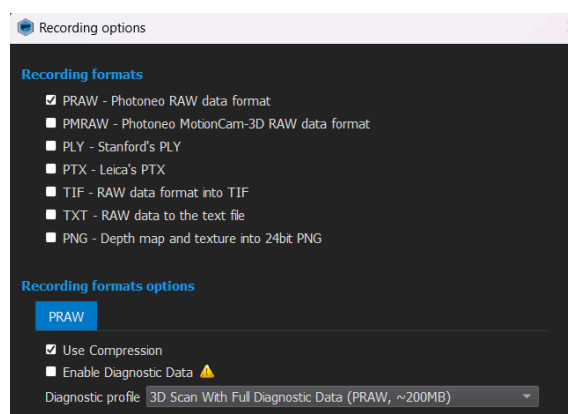 Recording options
Recording formats
PRAW - Photoneo RAW data format
PMRAW - Photoneo MotionCam-3D RAW data format
PLY - Stanford's PLY
PTX - Leica's PTX
TIF - RAW data format into TIF
TXT - RAW data to the text file
PNG - Depth map and texture into 24bit PNG
Recording formats options
PRAW
Use Compression
Enable Diagnostic Data
Diagnostic profile 3D Scan With Full Diagnostic Data (PRAW, ~200MB)